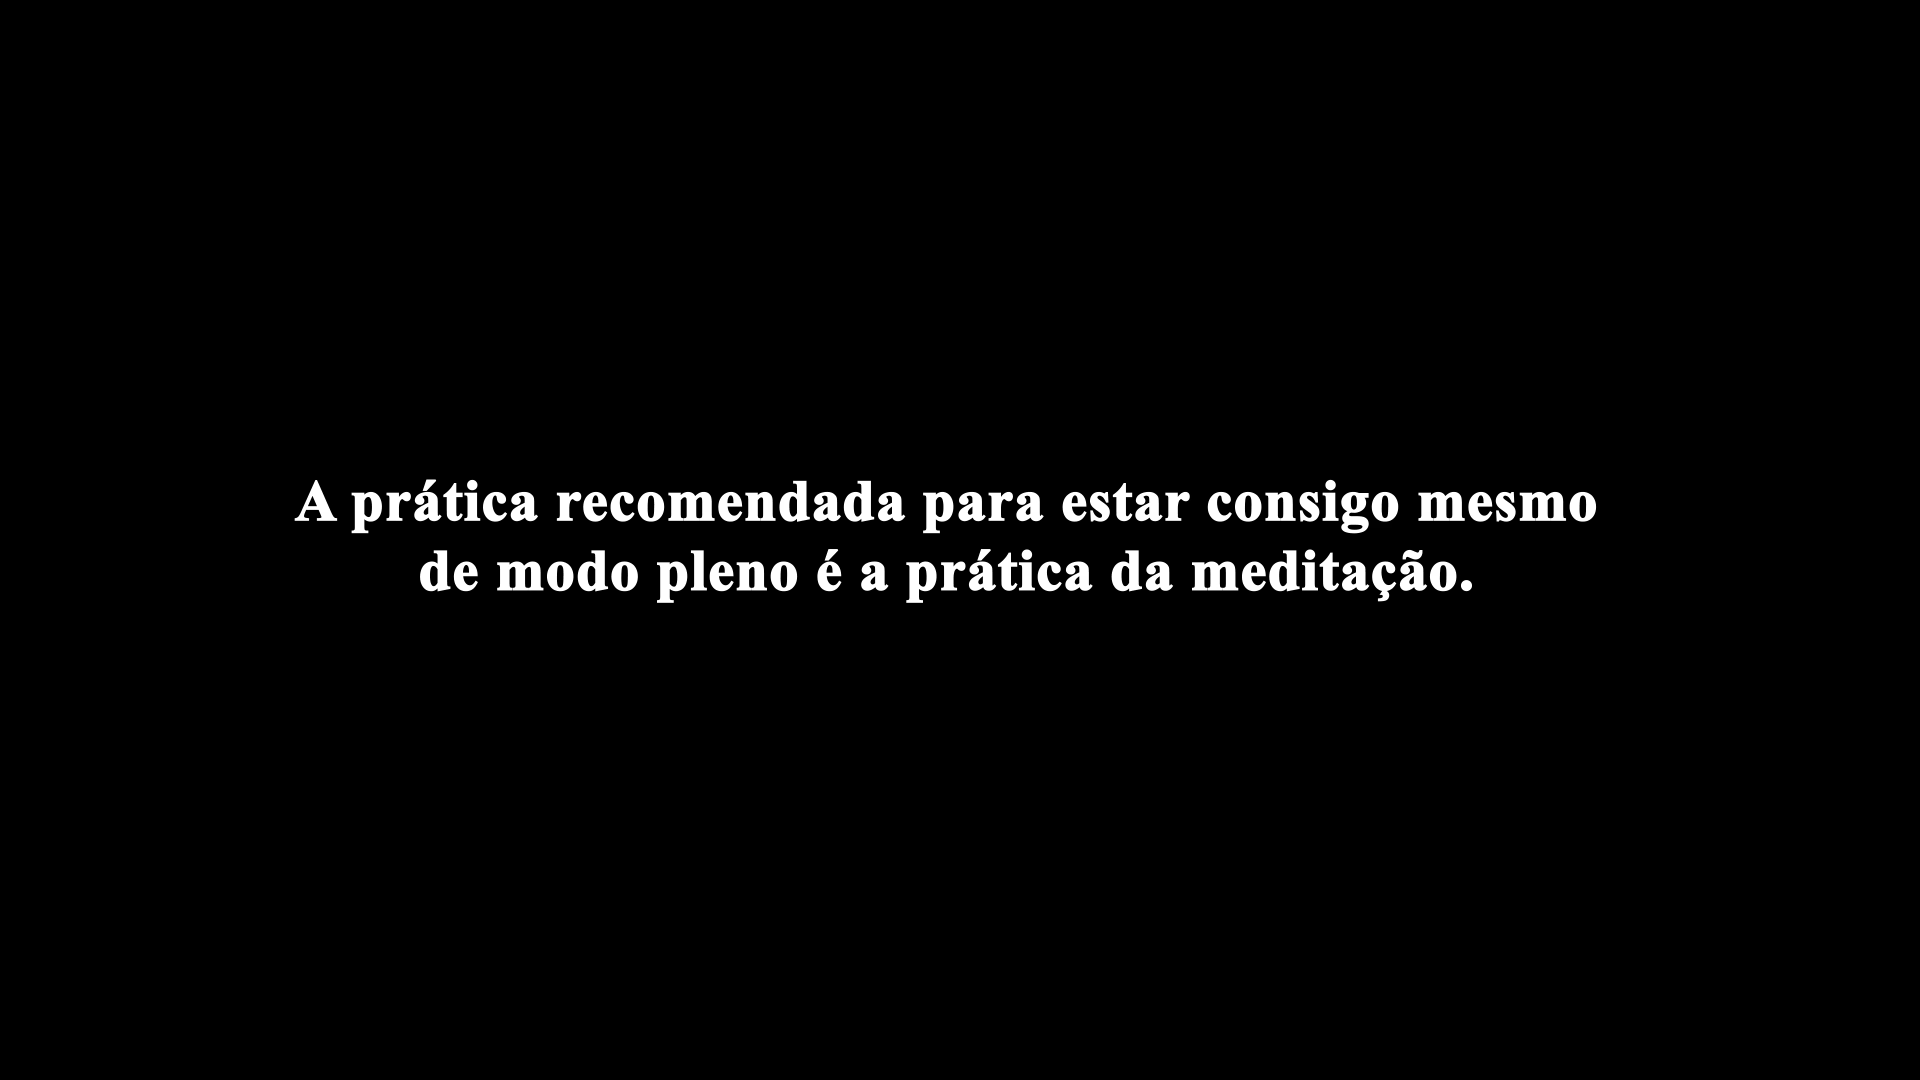 A prática recomendada para estar consigo mesmo
de modo pleno é a prática da meditação.